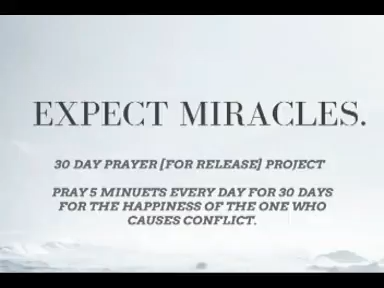 EXPECT MIRACLES.
30 DAY PRAYER [FOR RELEASE] PROJECT
PRAY 5 MINUETS EVERY DAY FOR 30 DAYS
FOR THE HAPPINESS OF THE ONE WHO
CAUSES CONFLICT.